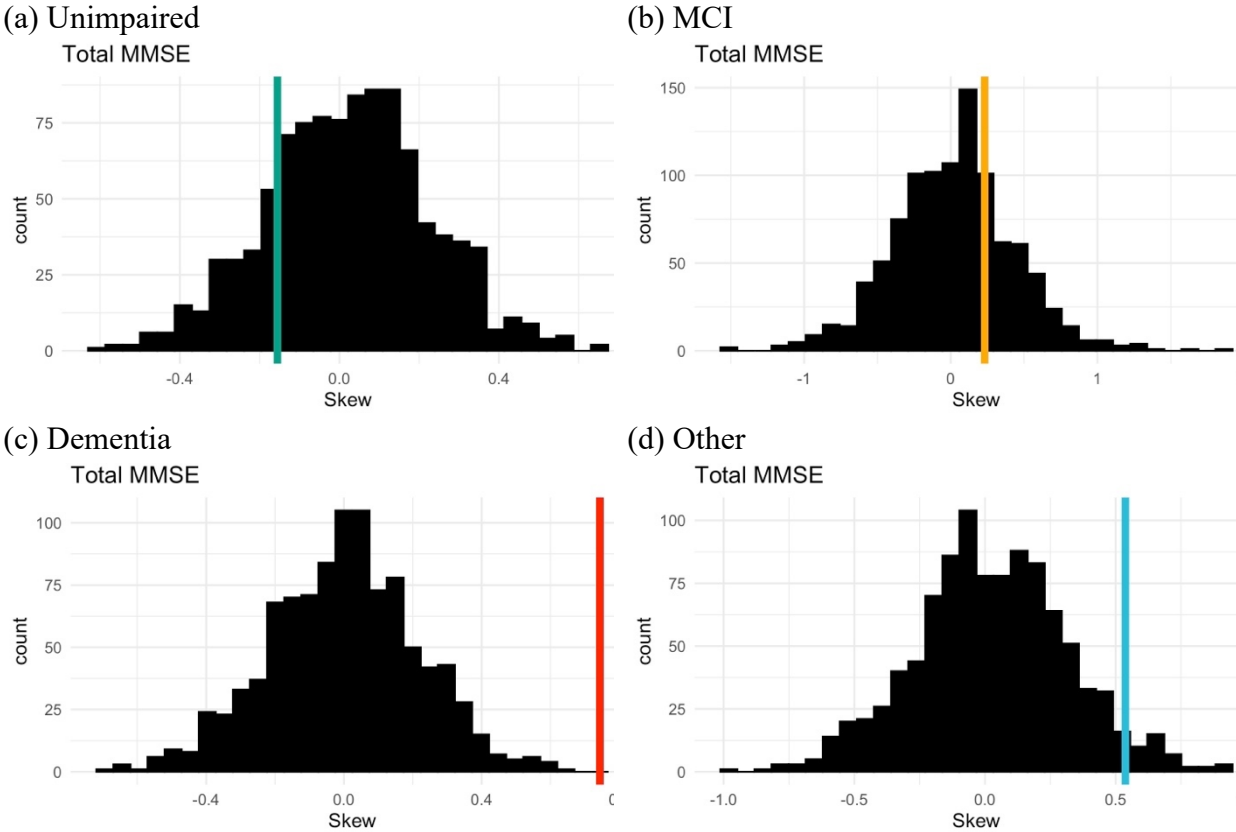 (a) Unimpaired
Total MMSE
75
50
25
0
count
-0.4 0.0 0.4
Skew
(b) MCI
Total MMSE
150
100
50
0
count
-1 0 1
Skew
(c) Dementia
Total MMSE
100
75
50
25
0
count
-0.4 0.0 0.4
Skew
(d) Other
Total MMSE
100
75
50
25
0
count
-1.0 -0.5 0.0 0.5
Skew